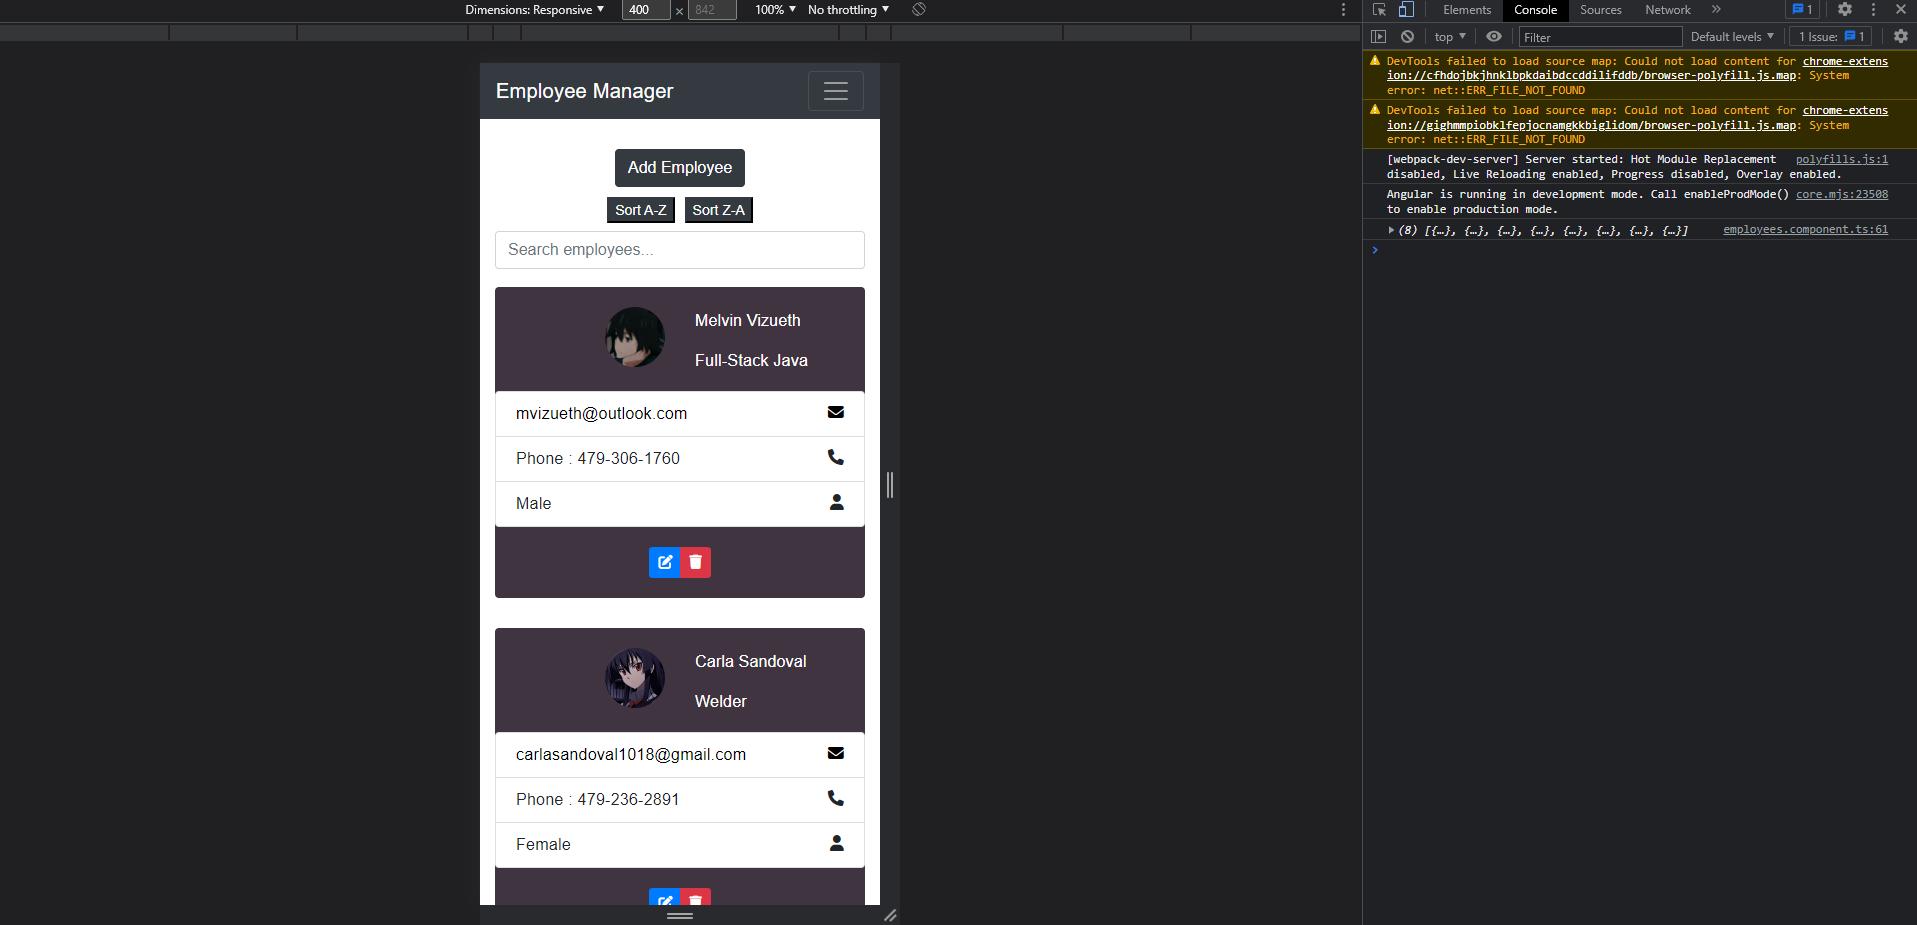 Dimensions: Responsive ▼ 400 × 842 100% ▼ No throttling ▼
Elements Console Sources Network » 1
top ▼ Filter Default levels ▼ 1 Issue: 1
Employee Manager
Add Employee
Sort A-Z Sort Z-A
Search employees...
Melvin Vizueth
Full-Stack Java
mvizueth@outlook.com
Phone : 479-306-1760
Male
Carla Sandoval
Welder
carlasandoval1018@gmail.com
Phone : 479-236-2891
Female
DevTools failed to load source map: Could not load content for chrome-extens
ion://cfhdojbkjhnklbpkdaibdccddilifddb/browser-polyfill.js.map: System
error: net::ERR_FILE_NOT_FOUND
DevTools failed to load source map: Could not load content for chrome-extens
ion://gighmmpiobklfepjocnamgkkbiglidom/browser-polyfill.js.map: System
error: net::ERR_FILE_NOT_FOUND
[webpack-dev-server] Server started: Hot Module Replacement polyfills.js:1
disabled, Live Reloading enabled, Progress disabled, Overlay enabled.
Angular is running in development mode. Call enableProdMode() core.mjs:23508
to enable production mode.
(8) [{…}, {…}, {…}, {…}, {…}, {…}, {…}, {…}] employees.component.ts:61